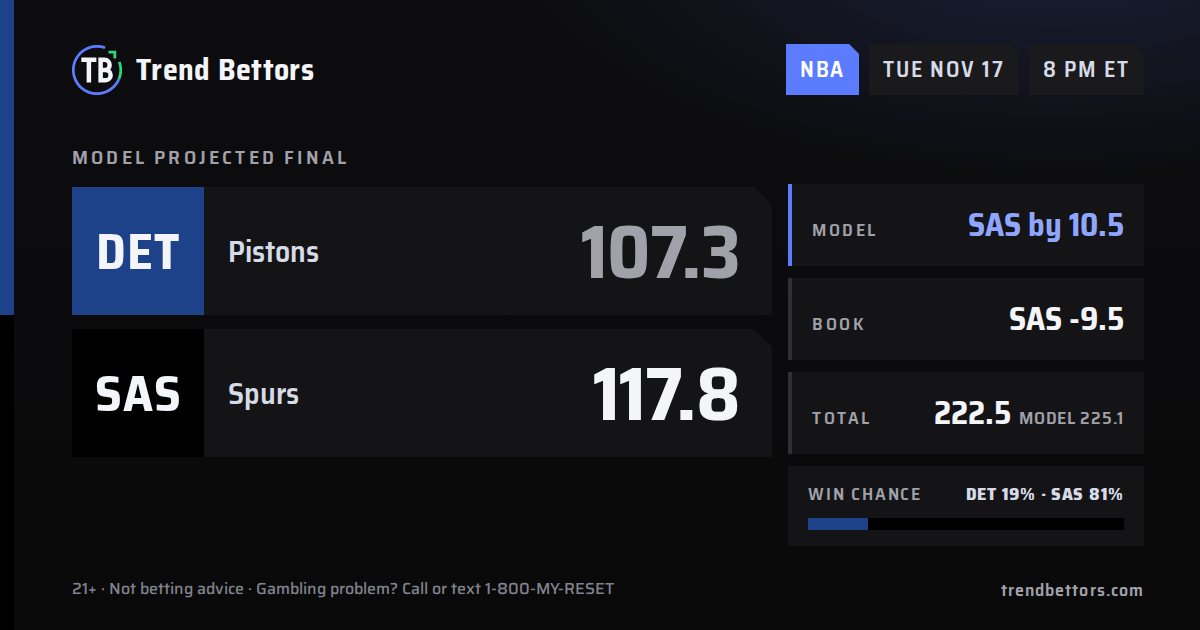 TB Trend Bettors
NBA TUE NOV 17 8 PM ET
MODEL PROJECTED FINAL
DET Pistons 107.3
SAS Spurs 117.8
MODEL SAS by 10.5
BOOK SAS -9.5
TOTAL 222.5 MODEL 225.1
WIN CHANCE DET 19% · SAS 81%
21+ · Not betting advice · Gambling problem? Call or text 1-800-MY-RESET
trendbettors.com